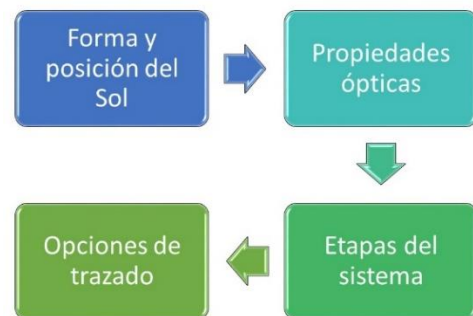 Forma y
posición del
Sol
Propiedades
ópticas
Etapas del
sistema
Opciones de
trazado